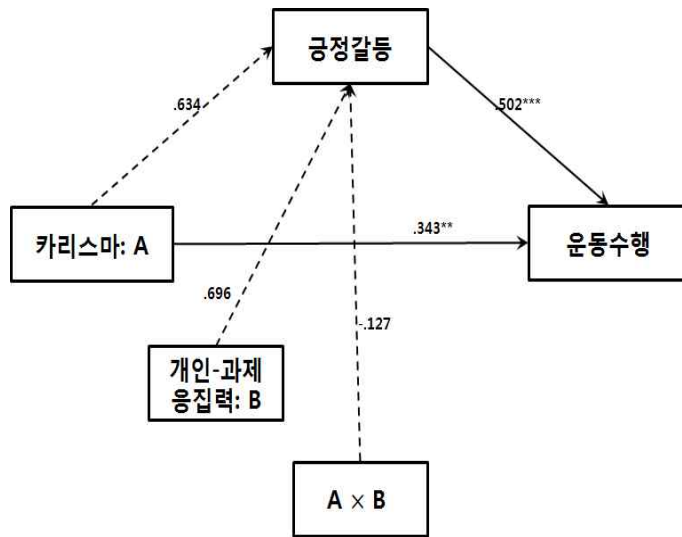 긍정갈등
.634
.502***
카리스마: A
.343**
운동수행
.696
-.127
개인-과제
응집력: B
A × B